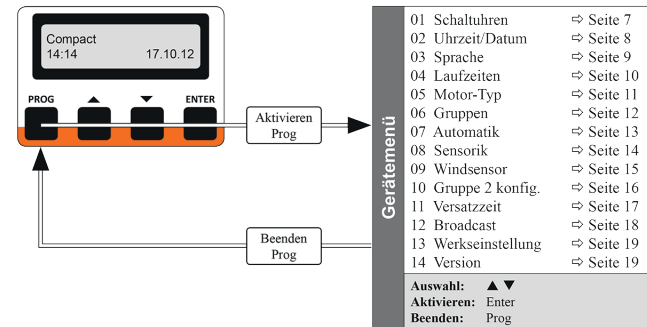 Compact
14:14 17.10.12
PROG ▲ ▼ ENTER
Aktivieren
Prog
Beenden
Prog
Gerätemenü
01 Schaltuhren ⇨ Seite 7
02 Uhrzeit/Datum ⇨ Seite 8
03 Sprache ⇨ Seite 9
04 Laufzeiten ⇨ Seite 10
05 Motor-Typ ⇨ Seite 11
06 Gruppen ⇨ Seite 12
07 Automatik ⇨ Seite 13
08 Sensorik ⇨ Seite 14
09 Windsensor ⇨ Seite 15
10 Gruppe 2 konfig. ⇨ Seite 16
11 Versatzzeit ⇨ Seite 17
12 Broadcast ⇨ Seite 18
13 Werkseinstellung ⇨ Seite 19
14 Version ⇨ Seite 19
Auswahl: ▲ ▼
Aktivieren: Enter
Beenden: Prog